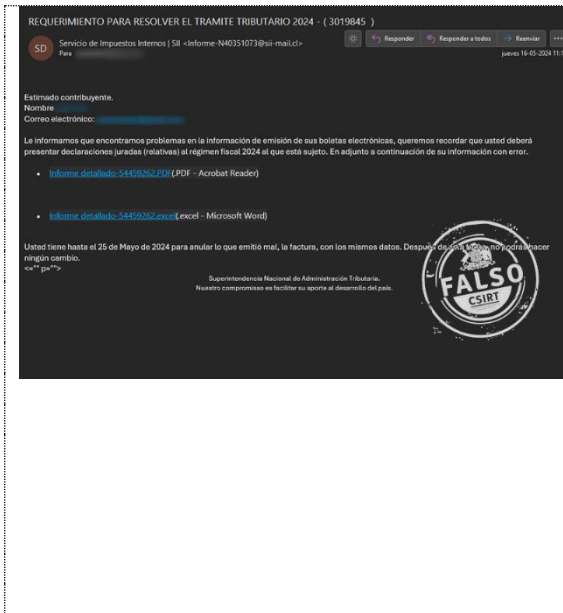 REQUERIMIENTO PARA RESOLVER EL TRAMITE TRIBUTARIO 2024 - ( 3019845 )
SD
Servicio de Impuestos Internos | SII <Informe-N40351073@sii-mail.cl>
Para
Responder
Responder a todos
Reenviar
jueves 16-05-2024 11:1
Estimado contribuyente.
Nombre
Correo electrónico:
Le informamos que encontramos problemas en la información de emisión de sus boletas electrónicas, queremos recordar que usted deberá
presentar declaraciones juradas (relativas) al régimen fiscal 2024 al que está sujeto. En adjunto a continuación de su información con error.
• Informe detallado-54459262.PDF(.PDF - Acrobat Reader)
• Informe detallado-54459262.excel(.excel - Microsoft Word)
Usted tiene hasta el 25 de Mayo de 2024 para anular lo que emitió mal, la factura, con los mismos datos. Después de no podrás hacer
ningún cambio.
<="" p="">
Superintendencia Nacional de Administración Tributaria.
Nuestro compromiso es facilitar su aporte al desarrollo del país.
FALSO
CSIRT